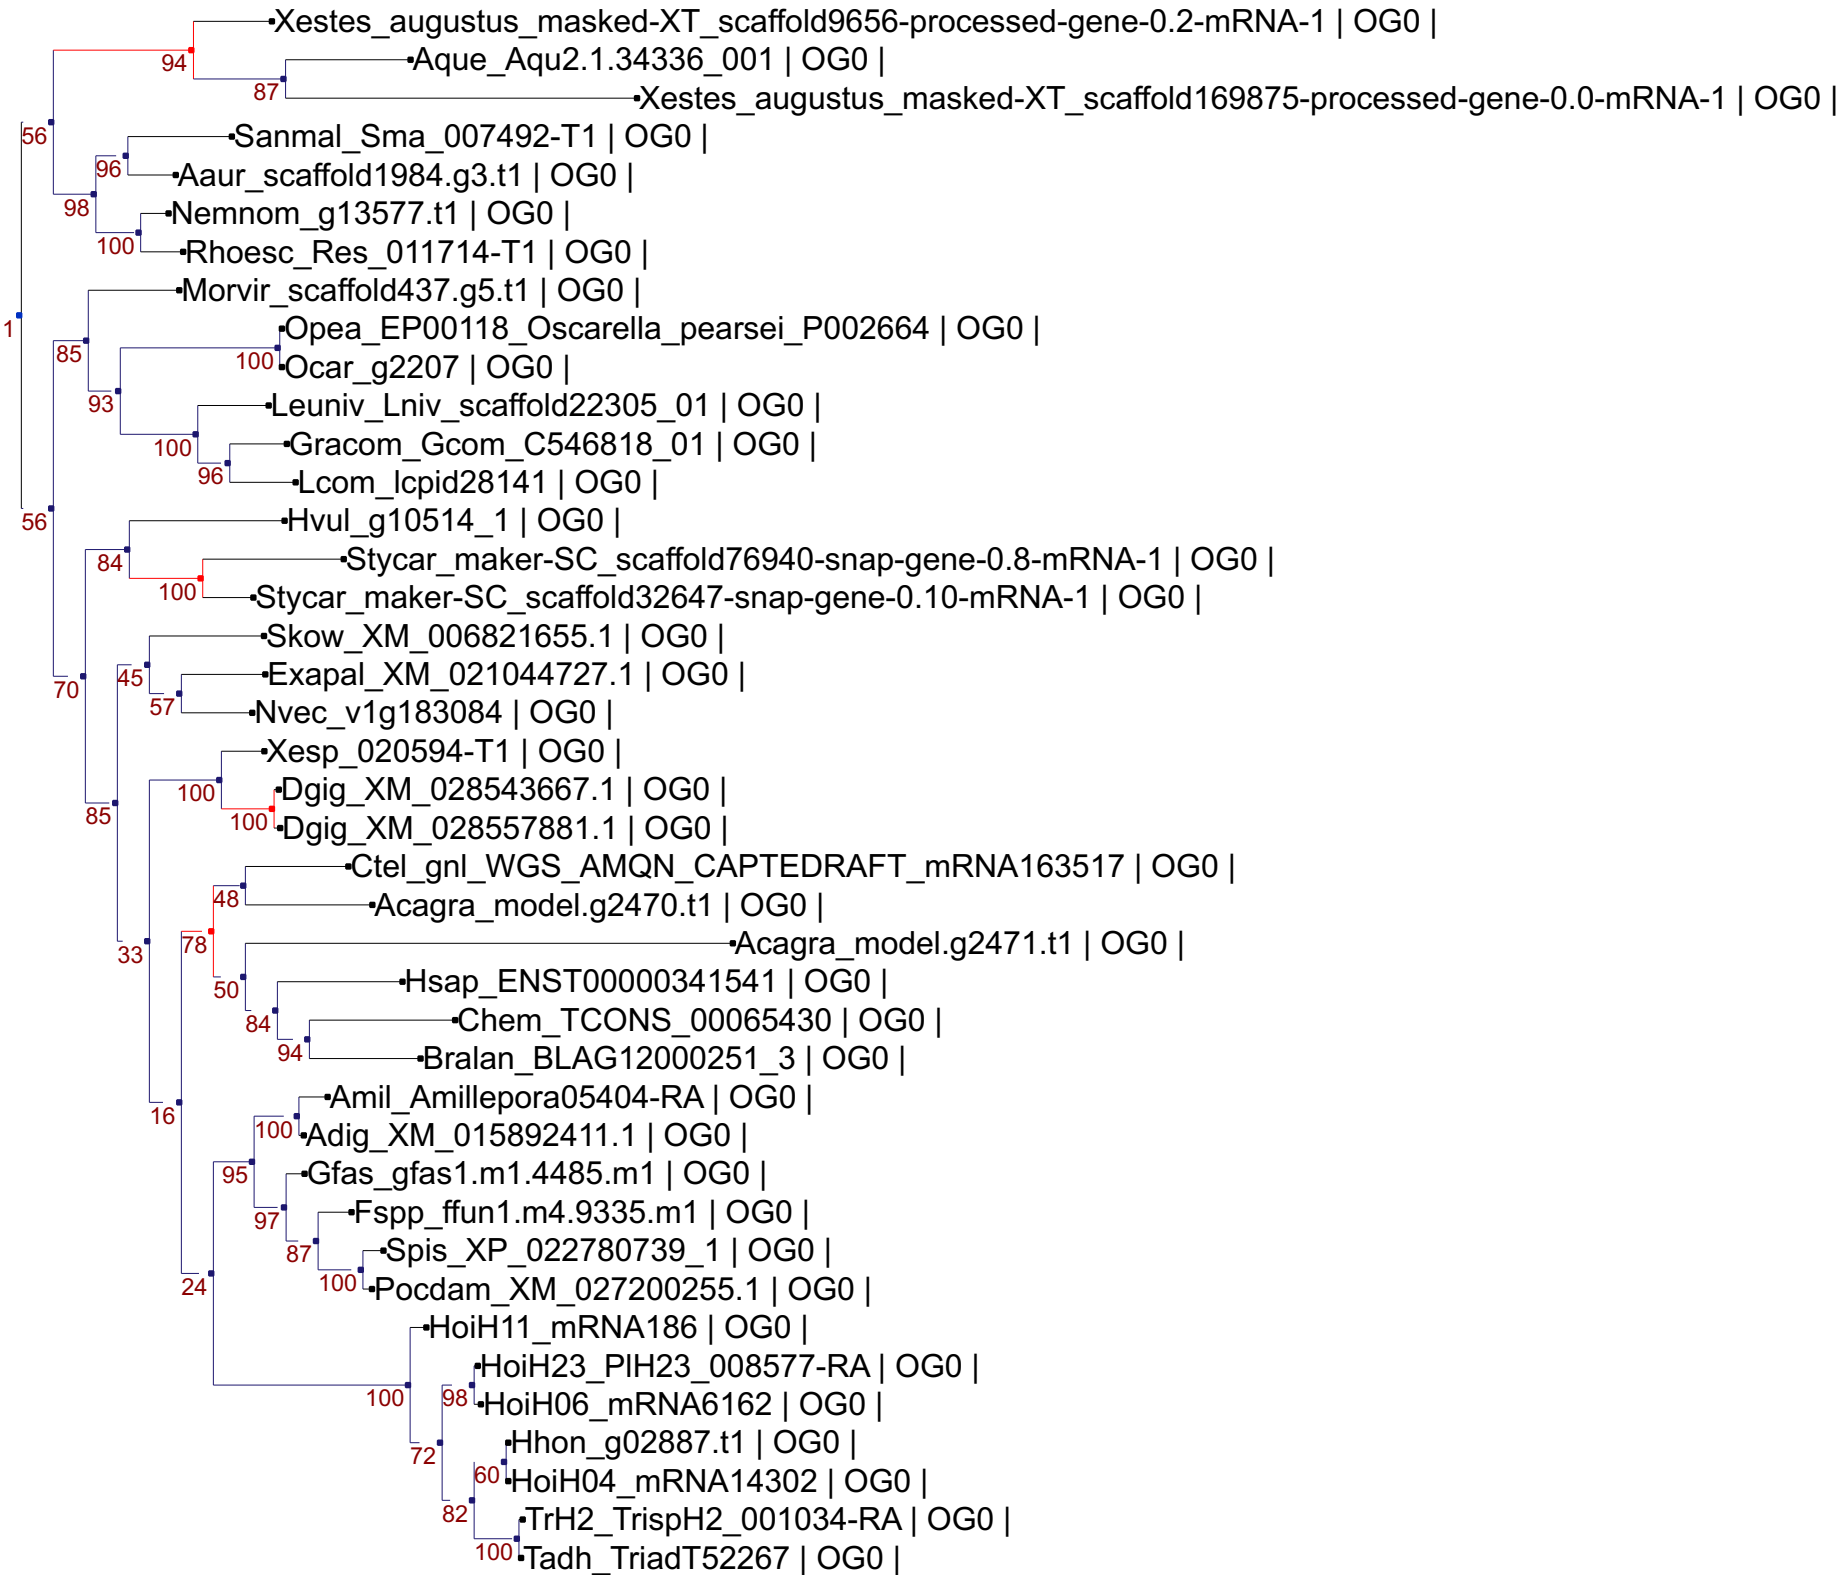 Xestes_augustus_masked-XT_scaffold9656-processed-gene-0.2-mRNA-1 | OG0 |
94
Aque_Aqu2.1.34336_001 | OG0 |
87
Xestes_augustus_masked-XT_scaffold169875-processed-gene-0.0-mRNA-1 | OG0 |
56
Sanmal_Sma_007492-T1 | OG0 |
96
Aaur_scaffold1984.g3.t1 | OG0 |
98
Nemnom_g13577.t1 | OG0 |
100
Rhoesc_Res_011714-T1 | OG0 |
Morvir_scaffold437.g5.t1 | OG0 |
1
Opea_EP00118_Oscarella_pearsei_P002664 | OG0 |
85
100
Ocar_g2207 | OG0 |
93
Leuniv_Lniv_scaffold22305_01 | OG0 |
100
Gracom_Gcom_C546818_01 | OG0 |
96
Lcom_lcpid28141 | OG0 |
56
Hvul_g10514_1 | OG0 |
84
Stycar_maker-SC_scaffold76940-snap-gene-0.8-mRNA-1 | OG0 |
100
Stycar_maker-SC_scaffold32647-snap-gene-0.10-mRNA-1 | OG0 |
Skow_XM_006821655.1 | OG0 |
45
Exapal_XM_021044727.1 | OG0 |
70
57
Nvec_v1g183084 | OG0 |
Xesp_020594-T1 | OG0 |
100
Dgig_XM_028543667.1 | OG0 |
85
100
Dgig_XM_028557881.1 | OG0 |
Ctel_gnl_WGS_AMQN_CAPTEDRAFT_mRNA163517 | OG0 |
48
Acagra_model.g2470.t1 | OG0 |
78
Acagra_model.g2471.t1 | OG0 |
33
Hsap_ENST00000341541 | OG0 |
50
Chem_TCONS_00065430 | OG0 |
84
94
Bralan_BLAG12000251_3 | OG0 |
Amil_Amillepora05404-RA | OG0 |
16
100
Adig_XM_015892411.1 | OG0 |
95
Gfas_gfas1.m1.4485.m1 | OG0 |
97
Fspp_ffun1.m4.9335.m1 | OG0 |
87
Spis_XP_022780739_1 | OG0 |
24
100
Pocdam_XM_027200255.1 | OG0 |
HoiH11_mRNA186 | OG0 |
HoiH23_PlH23_008577-RA | OG0 |
100
98
HoiH06_mRNA6162 | OG0 |
Hhon_g02887.t1 | OG0 |
72
60
HoiH04_mRNA14302 | OG0 |
82
TrH2_TrispH2_001034-RA | OG0 |
100
Tadh_TriadT52267 | OG0 |